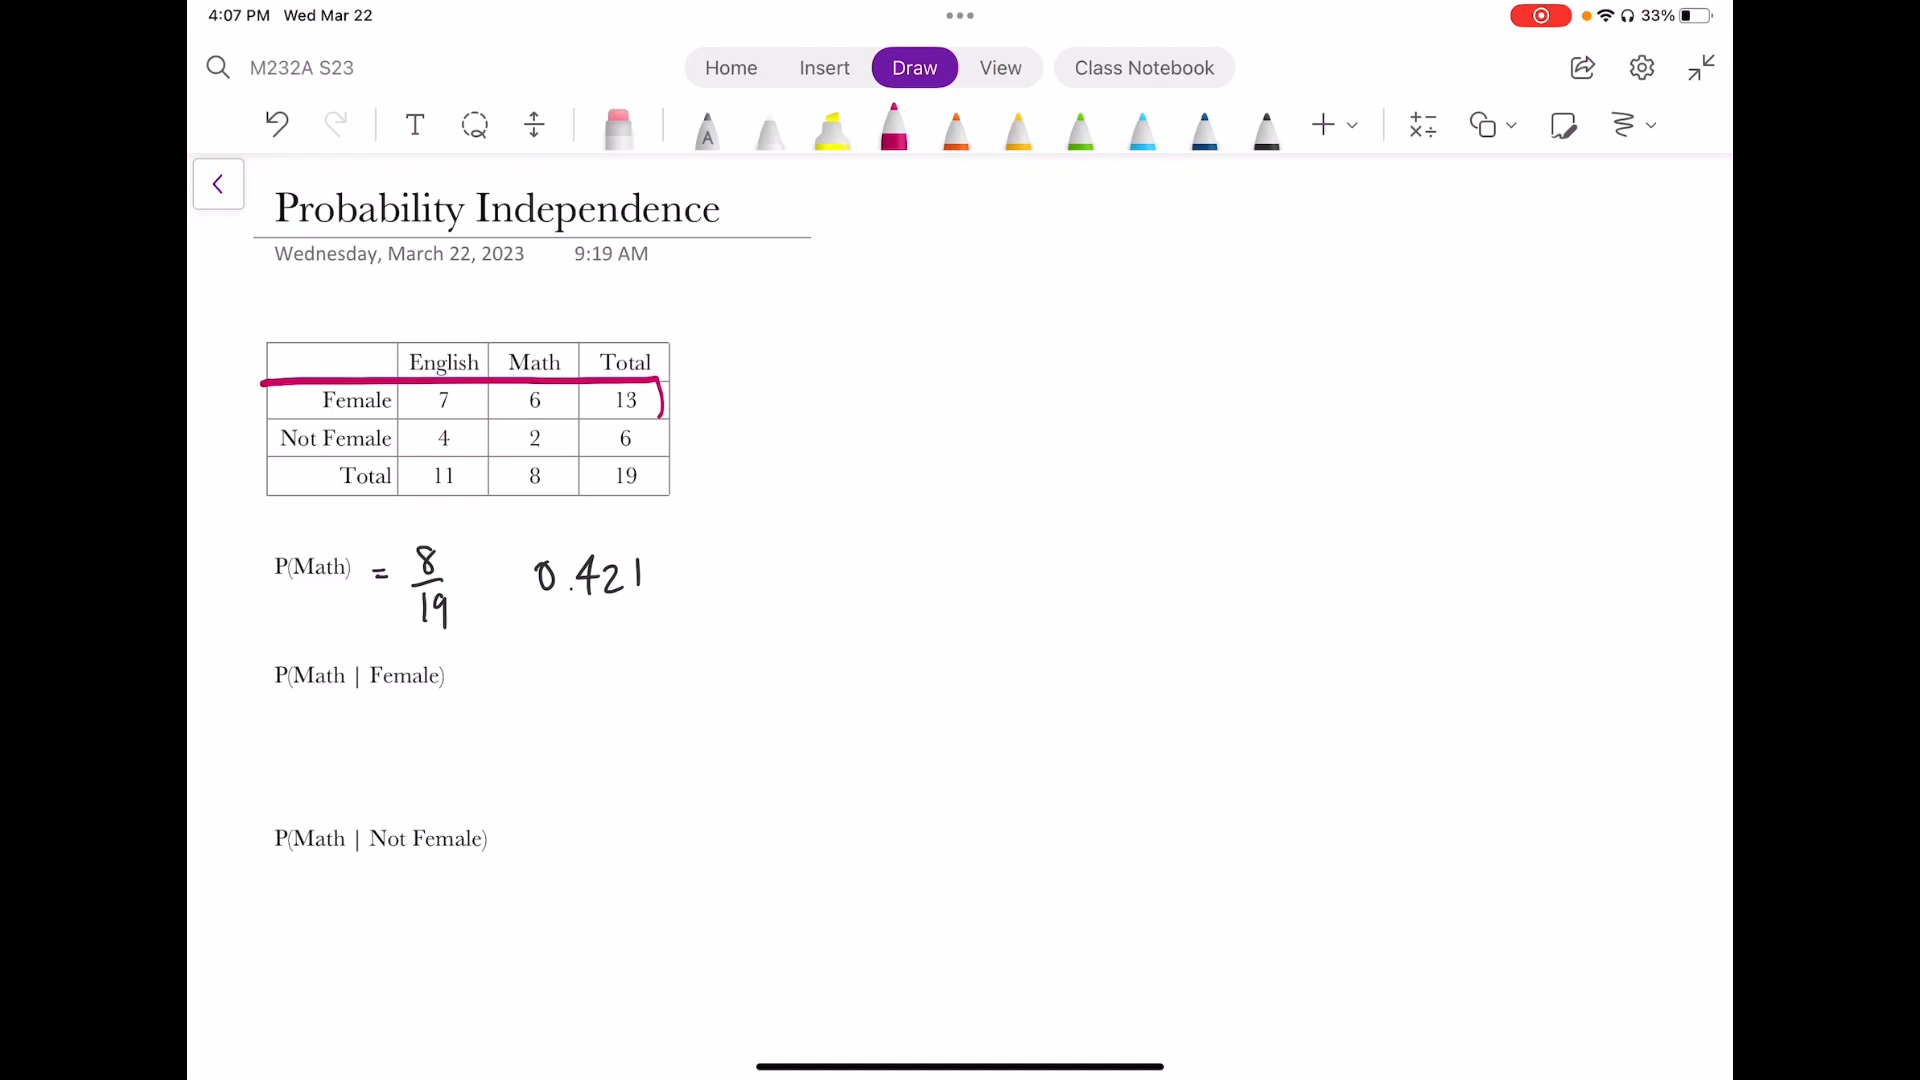 4:07 PM Wed Mar 22
33%
M232A S23
Home Insert Draw View Class Notebook
T
A
Probability Independence
Wednesday, March 22, 2023 9:19 AM
English Math Total
Female 7 6 13
Not Female 4 2 6
Total 11 8 19
P(Math) = 8/19 0.421
P(Math | Female)
P(Math | Not Female)